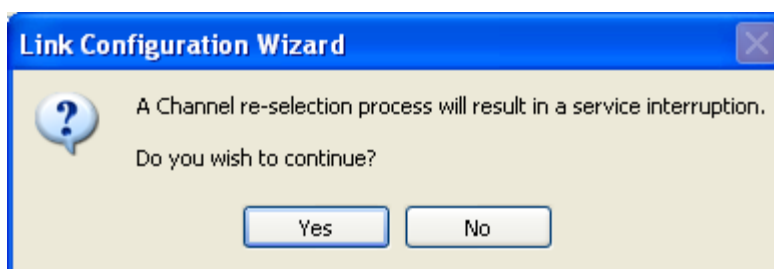 Link Configuration Wizard
A Channel re-selection process will result in a service interruption.
Do you wish to continue?
Yes
No